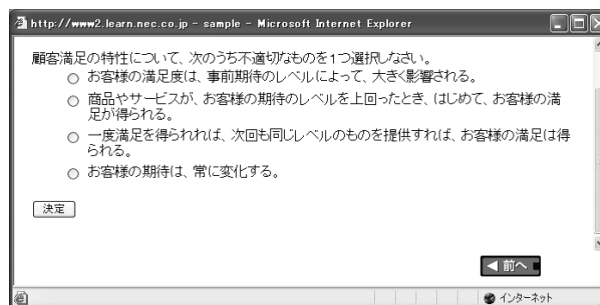 http://www2.learn.nec.co.jp - sample - Microsoft Internet Explorer
顧客満足の特性について、次のうち不適切なものを1つ選択しなさい。
お客様の満足度は、事前期待のレベルによって、大きく影響される。
商品やサービスが、お客様の期待のレベルを上回ったとき、はじめて、お客様の満
足が得られる。
一度満足を得られれば、次回も同じレベルのものを提供すれば、お客様の満足は得
られる。
お客様の期待は、常に変化する。
決定
前へ
インターネット